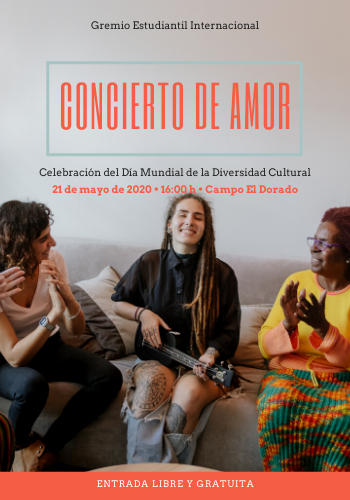 Gremio Estudiantil Internacional
CONCIERTO DE AMOR
Celebración del Día Mundial de la Diversidad Cultural
21 de mayo de 2020 • 16:00 h • Campo El Dorado
ENTRADA LIBRE Y GRATUITA